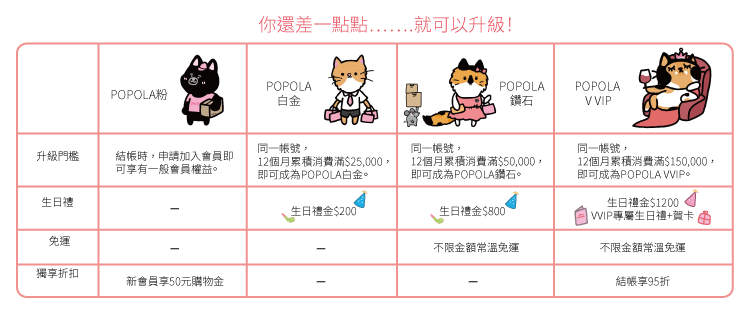 你還差一點點.......就可以升級!
POPOLA粉
POPOLA
白金
POPOLA
鑽石
POPOLA
V VIP
升級門檻
結帳時，申請加入會員即
可享有一般會員權益。
同一帳號，
12個月累積消費滿$25,000，
即可成為POPOLA白金。
同一帳號，
12個月累積消費滿$50,000，
即可成為POPOLA鑽石。
同一帳號，
12個月累積消費滿$150,000，
即可成為POPOLA VVIP。
生日禮
—
生日禮金$200
生日禮金$800
生日禮金$1200
VVIP專屬生日禮+賀卡
免運
—
—
不限金額常溫免運
不限金額常溫免運
獨享折扣
新會員享50元購物金
—
—
結帳享95折